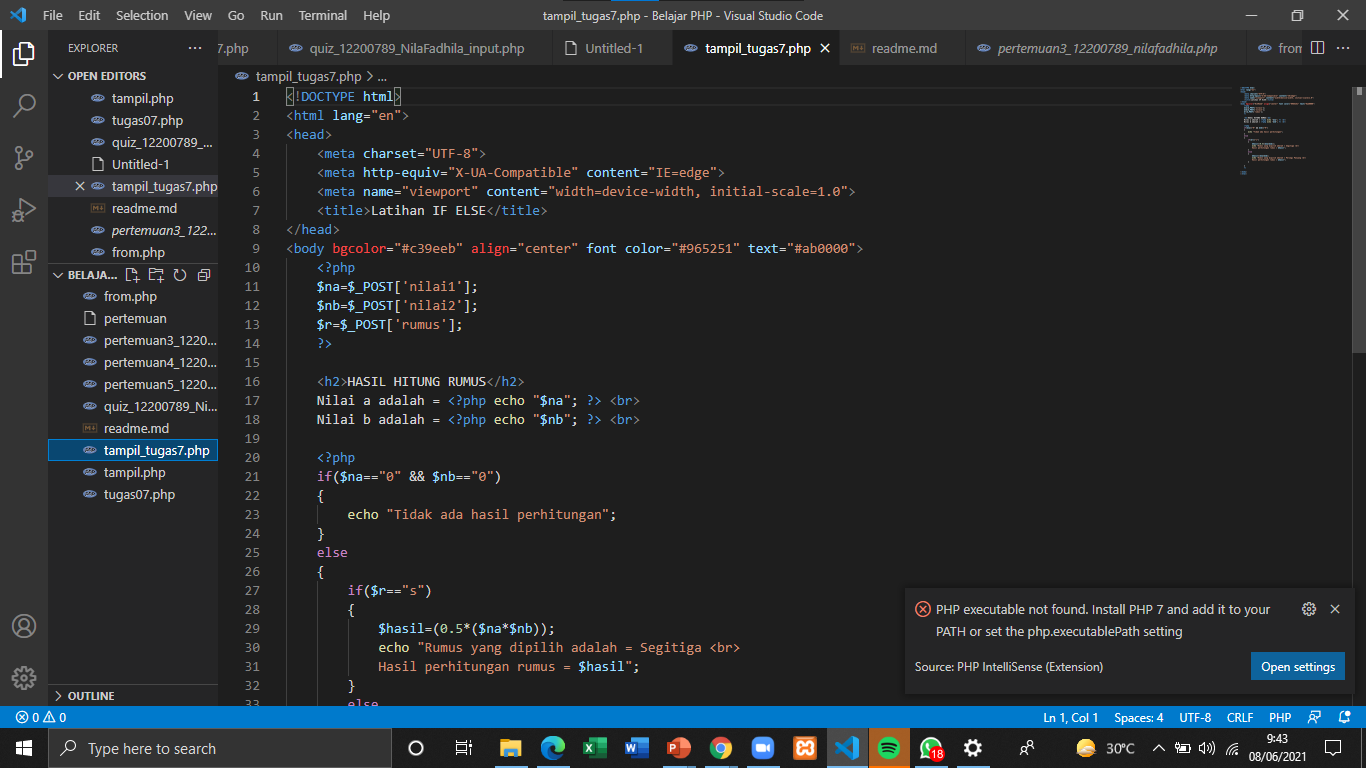 File Edit Selection View Go Run Terminal Help
tampil_tugas7.php - Belajar PHP - Visual Studio Code
EXPLORER
OPEN EDITORS
tampil.php
tugas07.php
quiz_12200789_...
Untitled-1
tampil_tugas7.php
readme.md
pertemuan3_122...
from.php
BELAJA...
from.php
pertemuan
pertemuan3_1220...
pertemuan4_1220...
pertemuan5_1220...
quiz_12200789_Ni...
readme.md
tampil_tugas7.php
tampil.php
tugas07.php
OUTLINE
7.php quiz_12200789_NilaFadhila_input.php Untitled-1 tampil_tugas7.php readme.md pertemuan3_12200789_nilafadhila.php from
tampil_tugas7.php > ...
1 <!DOCTYPE html>
2 <html lang="en">
3 <head>
4 <meta charset="UTF-8">
5 <meta http-equiv="X-UA-Compatible" content="IE=edge">
6 <meta name="viewport" content="width=device-width, initial-scale=1.0">
7 <title>Latihan IF ELSE</title>
8 </head>
9 <body bgcolor="#c39eeb" align="center" font color="#965251" text="#ab0000">
10 <?php
11 $na=$_POST['nilai1'];
12 $nb=$_POST['nilai2'];
13 $r=$_POST['rumus'];
14 ?>
15
16 <h2>HASIL HITUNG RUMUS</h2>
17 Nilai a adalah = <?php echo "$na"; ?> <br>
18 Nilai b adalah = <?php echo "$nb"; ?> <br>
19
20 <?php
21 if($na=="0" && $nb=="0")
22 {
23 echo "Tidak ada hasil perhitungan";
24 }
25 else
26 {
27 if($r=="s")
28 {
29 $hasil=(0.5*($na*$nb));
30 echo "Rumus yang dipilih adalah = Segitiga <br>
31 Hasil perhitungan rumus = $hasil";
32 }
33 else
PHP executable not found. Install PHP 7 and add it to your
PATH or set the php.executablePath setting
Source: PHP IntelliSense (Extension)
Open settings
0 0
Ln 1, Col 1 Spaces: 4 UTF-8 CRLF PHP
Type here to search
18
30°C
9:43
08/06/2021